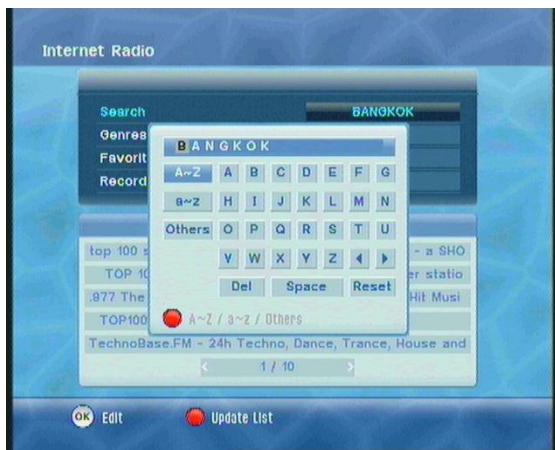 Internet Radio
Search BANGKOK
Genres
Favorit
Record
BANGKOK
A~Z A B C D E F G
a~z H I J K L M N
Others O P Q R S T U
V W X Y Z
Del Space Reset
A~Z / a~z / Others
top 100 s - a SHO
TOP 10 er statio
.977 The Hit Musi
TOP100
TechnoBase.FM - 24h Techno, Dance, Trance, House and
< 1 / 10 >
OK Edit Update List